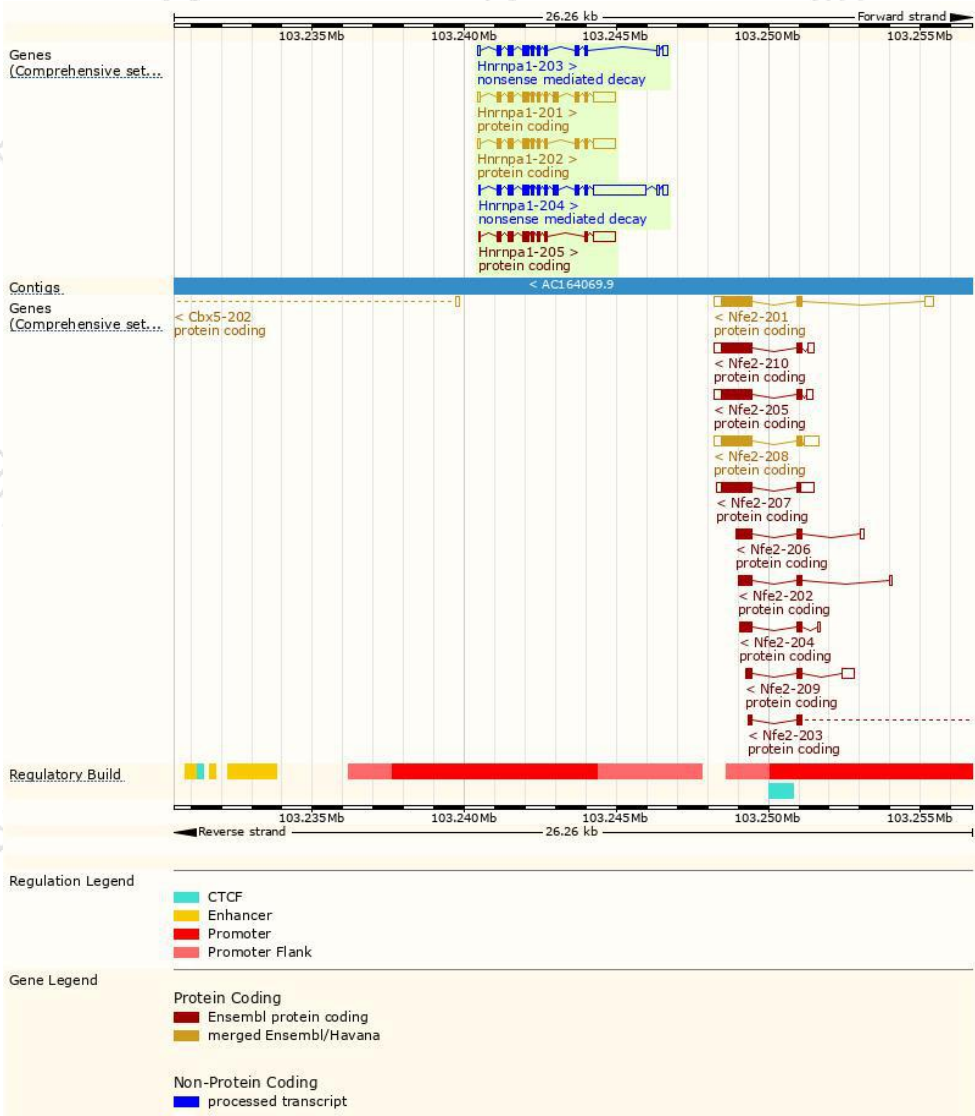 26.26 kb Forward strand
103.235Mb 103.240Mb 103.245Mb 103.250Mb 103.255Mb
Genes
(Comprehensive set...
Hnrnpa1-203 >
nonsense mediated decay
Hnrnpa1-201 >
protein coding
Hnrnpa1-202 >
protein coding
Hnrnpa1-204 >
nonsense mediated decay
Hnrnpa1-205 >
protein coding
Contigs
< AC164069.9
Genes
(Comprehensive set...
< Cbx5-202
protein coding
< Nfe2-201
protein coding
< Nfe2-210
protein coding
< Nfe2-205
protein coding
< Nfe2-208
protein coding
< Nfe2-207
protein coding
< Nfe2-206
protein coding
< Nfe2-202
protein coding
< Nfe2-204
protein coding
< Nfe2-209
protein coding
< Nfe2-203
protein coding
Regulatory Build
103.235Mb 103.240Mb 103.245Mb 103.250Mb 103.255Mb
Reverse strand 26.26 kb
Regulation Legend
CTCF
Enhancer
Promoter
Promoter Flank
Gene Legend
Protein Coding
Ensembl protein coding
merged Ensembl/Havana
Non-Protein Coding
processed transcript